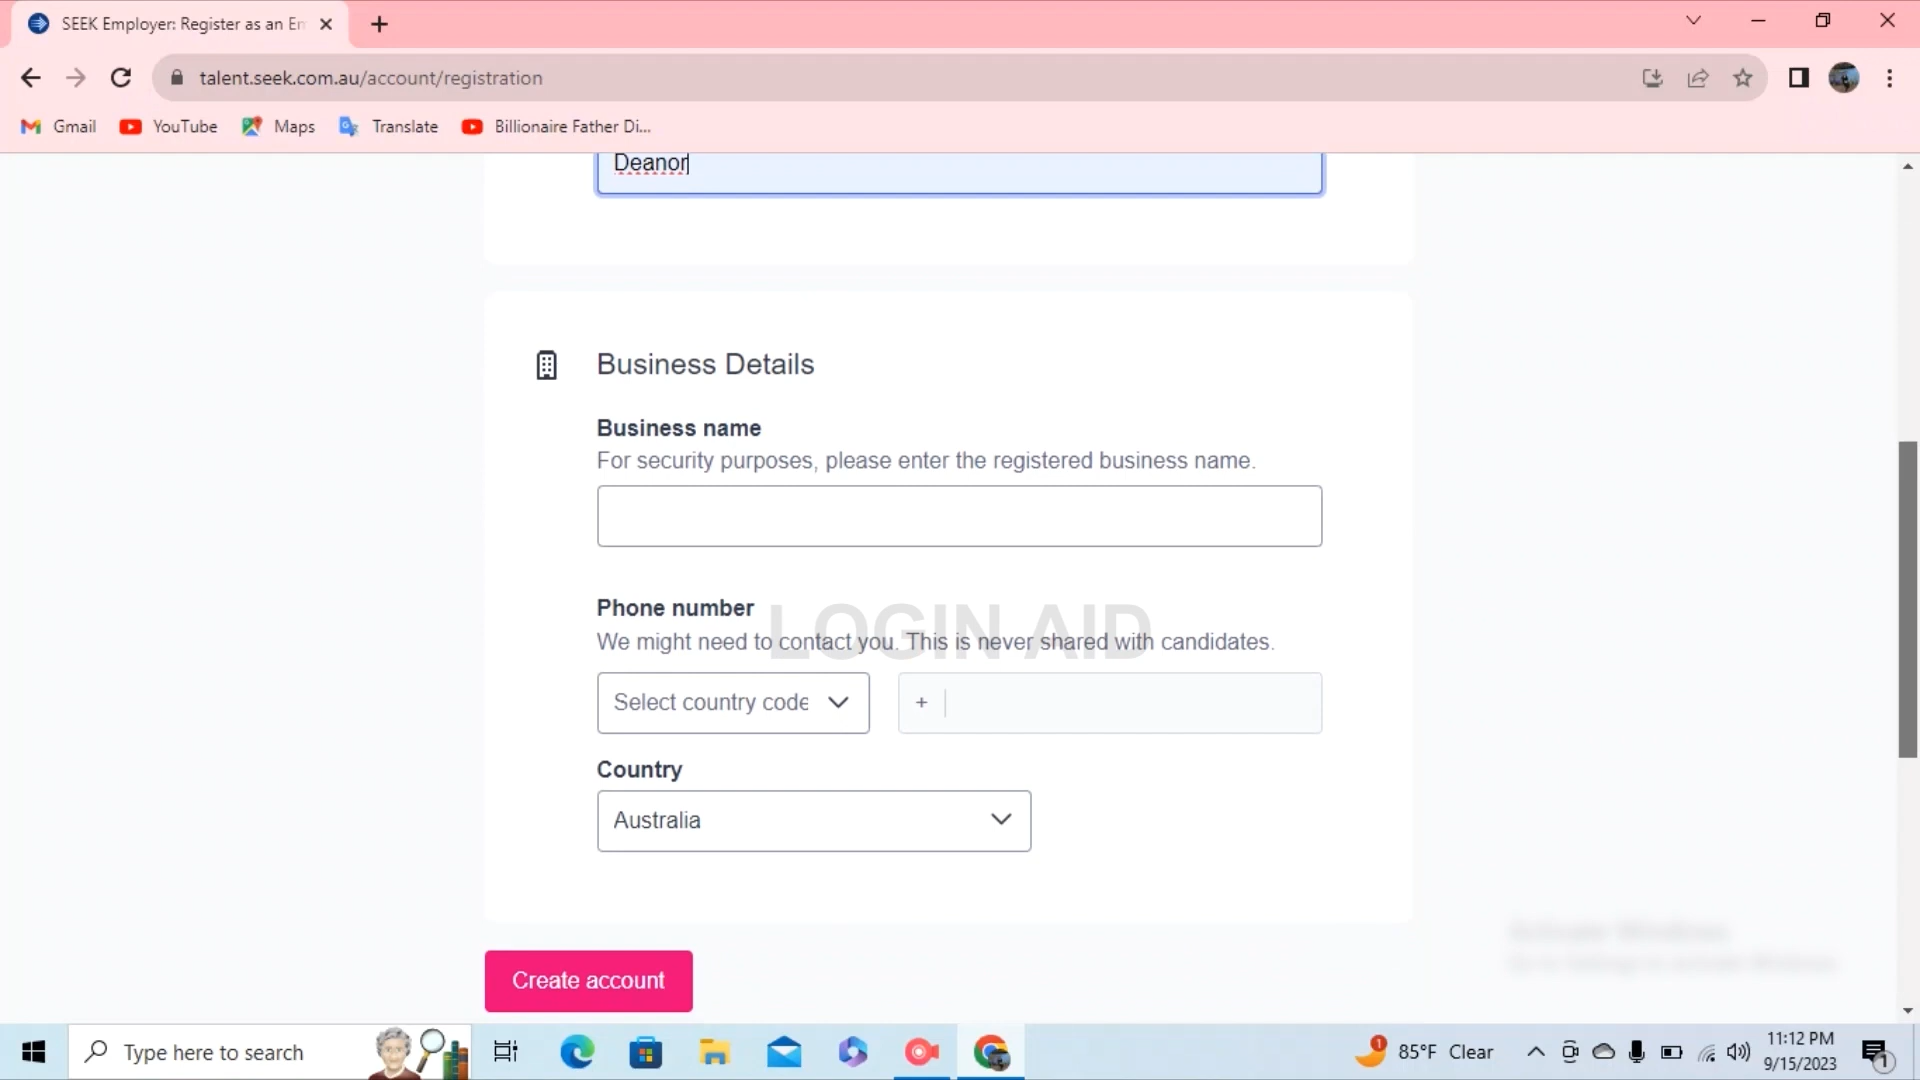 SEEK Employer: Register as an En
talent.seek.com.au/account/registration
Gmail
YouTube
Maps
Translate
Billionaire Father Di...
Deanor
Business Details
Business name
For security purposes, please enter the registered business name.
Phone number
LOGIN AID
We might need to contact you. This is never shared with candidates.
Select country code
+
Country
Australia
Create account
Type here to search
1
85°F Clear
11:12 PM
9/15/2023
1